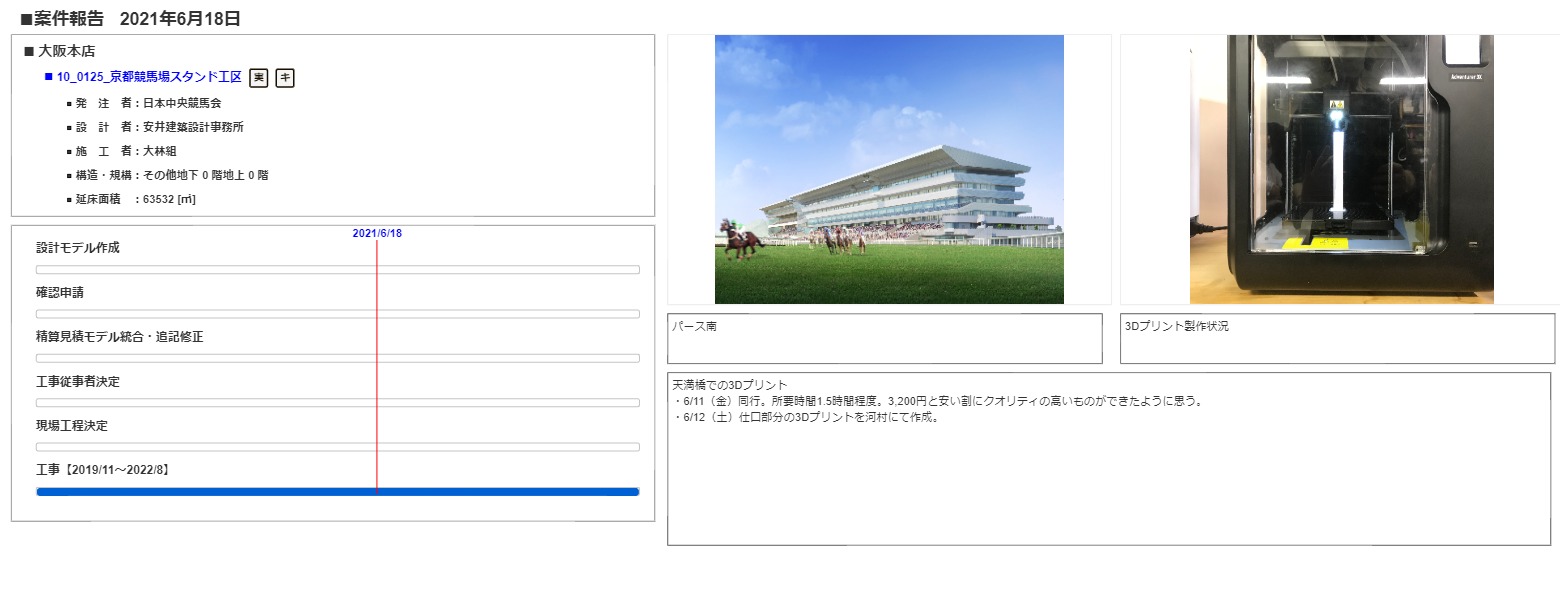 ■案件報告　2021年6月18日
■ 大阪本店
■ 10_0125_京都競馬場スタンド工区 実 キ
■ 発　注　者：日本中央競馬会
■ 設　計　者：安井建築設計事務所
■ 施　工　者：大林組
■ 構造・規構：その他地下 0 階地上 0 階
■ 延床面積　：63532 [㎡]
2021/6/18
設計モデル作成
確認申請
精算見積モデル統合・追記修正
工事従事者決定
現場工程決定
工事【2019/11～2022/8】
Adventurer3X
パース南
3Dプリント製作状況
天満橋での3Dプリント
・6/11（金）同行。所要時間1.5時間程度。3,200円と安い割にクオリティの高いものができたように思う。
・6/12（土）仕口部分の3Dプリントを河村にて作成。